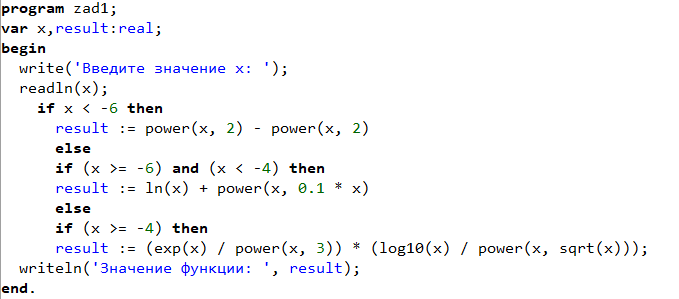 program zad1;
var x,result:real;
begin
  write('Введите значение x: ');
  readln(x);
    if x < -6 then
      result := power(x, 2) - power(x, 2)
      else
      if (x >= -6) and (x < -4) then
      result := ln(x) + power(x, 0.1 * x)
      else
      if (x >= -4) then
      result := (exp(x) / power(x, 3)) * (log10(x) / power(x, sqrt(x)));
  writeln('Значение функции: ', result);
end.